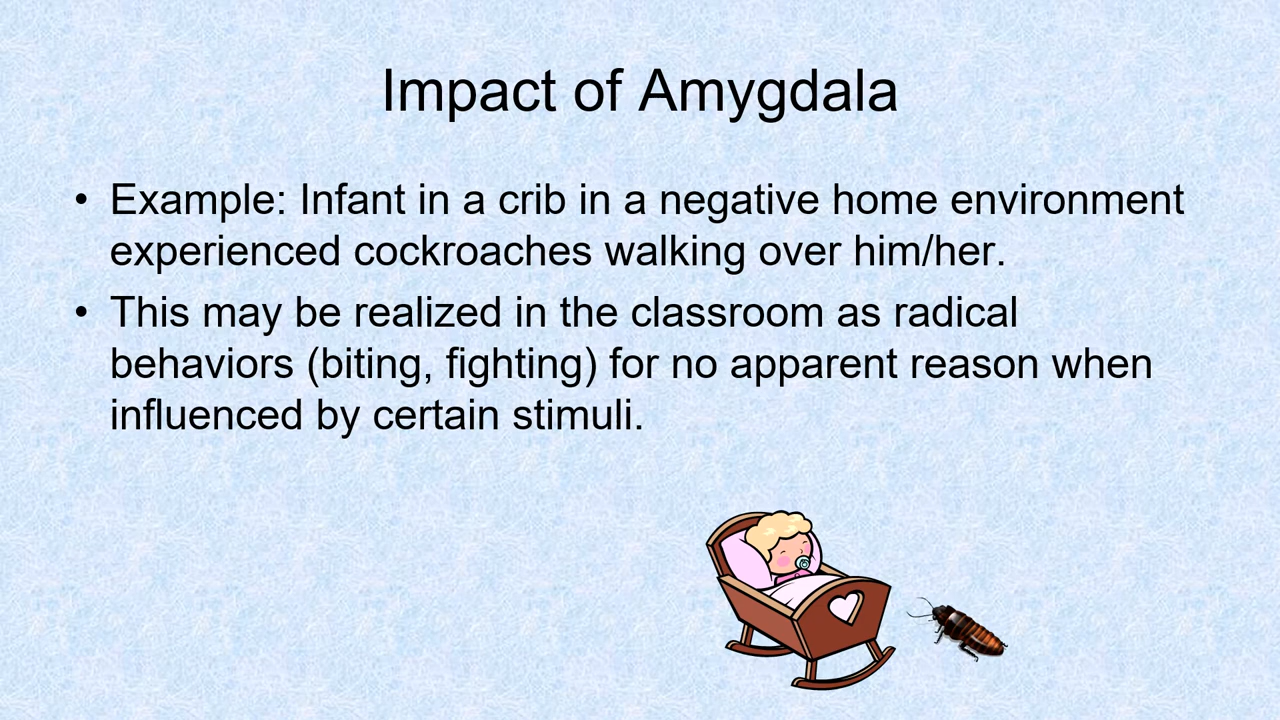 Impact of Amygdala
• Example: Infant in a crib in a negative home environment
experienced cockroaches walking over him/her.
• This may be realized in the classroom as radical
behaviors (biting, fighting) for no apparent reason when
influenced by certain stimuli.